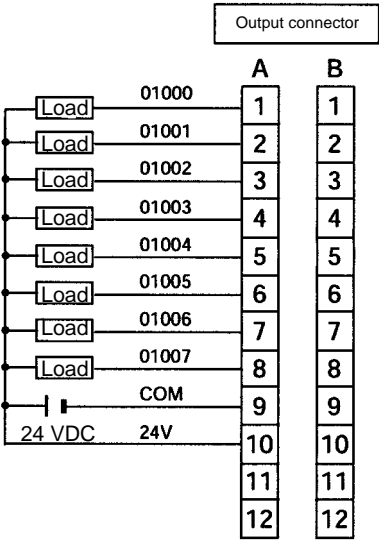 Output connector
A B
01000
Load 1 1
01001
Load 2 2
01002
Load 3 3
01003
Load 4 4
01004
Load 5 5
01005
Load 6 6
01006
Load 7 7
01007
Load 8 8
COM
9 9
24 VDC 24V
10 10
11 11
12 12